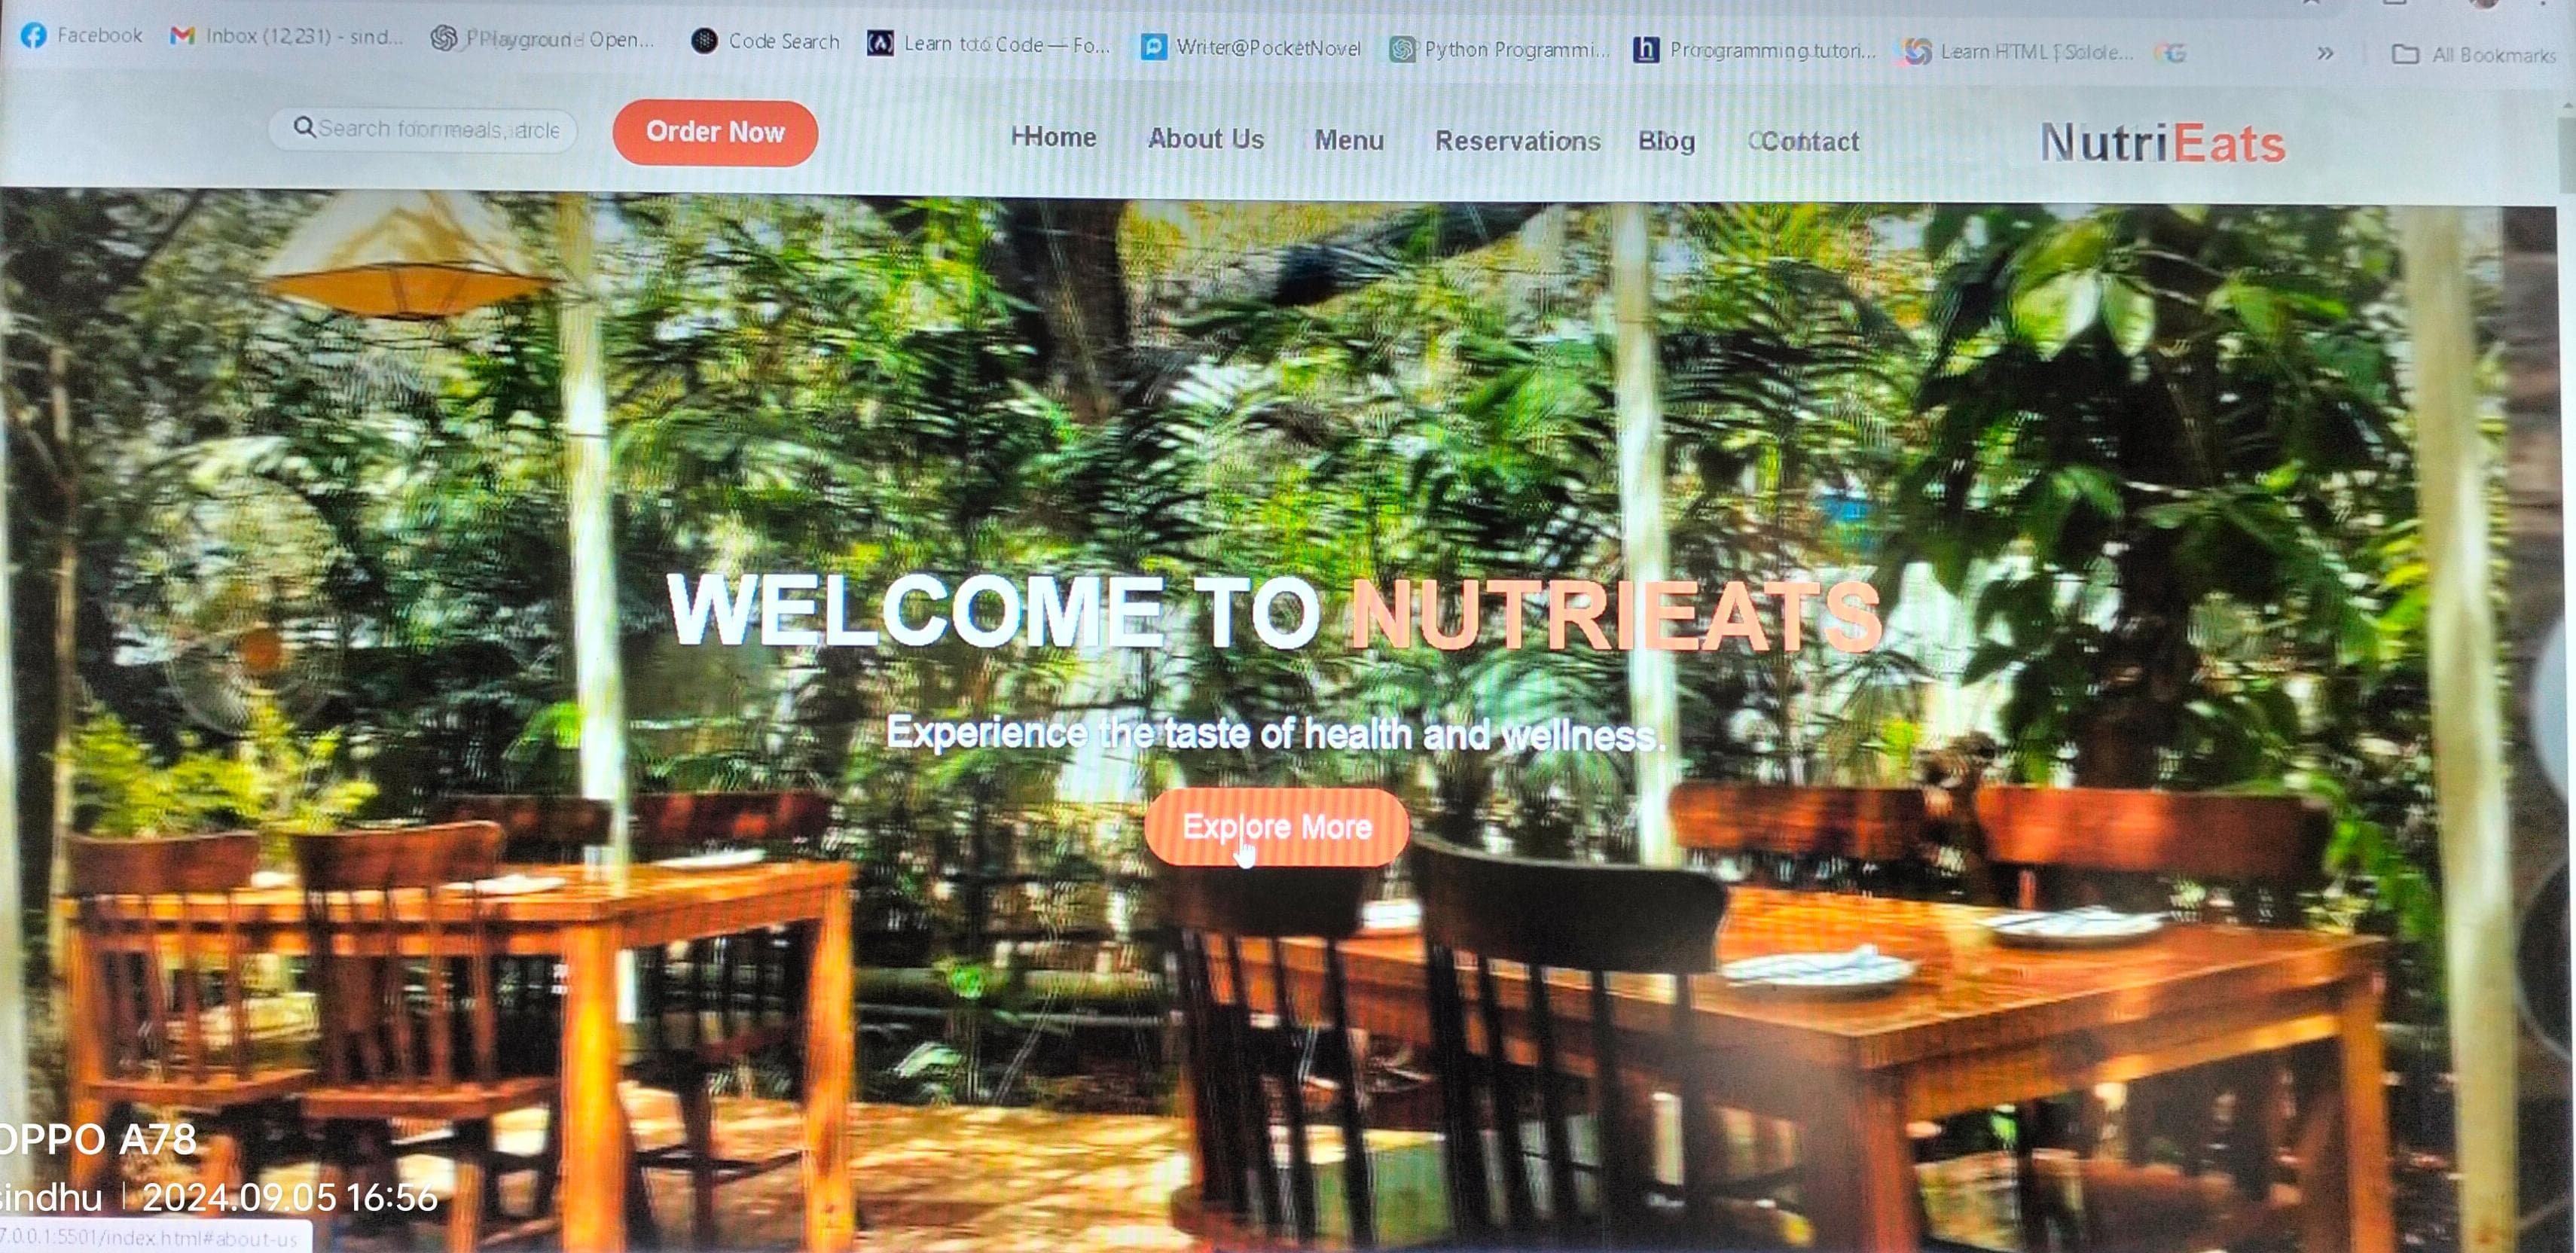 Facebook Inbox (12,231) - sind... Playground - Open... Code Search Learn to Code — Fo... Writer@PocketNovel Python Programmi... Programming tutori... Learn HTML | Solole... All Bookmarks
Search for meals, Order Now Home About Us Menu Reservations Blog Contact NutriEats
WELCOME TO NUTRIEATS
Experience the taste of health and wellness.
Explore More
OPPO A78
sindhu | 2024.09.05 16:56
7.0.0.1:5501/index.html#about-us